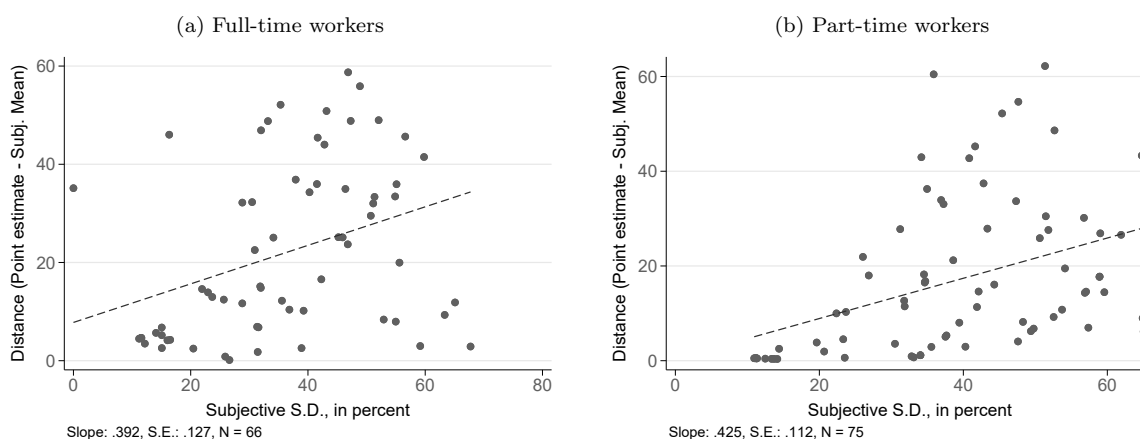 (a) Full-time workers
Distance (Point estimate - Subj. Mean)
60
40
20
0
0 20 40 60 80
Subjective S.D., in percent
Slope: .392, S.E.: .127, N = 66
(b) Part-time workers
Distance (Point estimate - Subj. Mean)
60
40
20
0
0 20 40 60
Subjective S.D., in percent
Slope: .425, S.E.: .112, N = 75